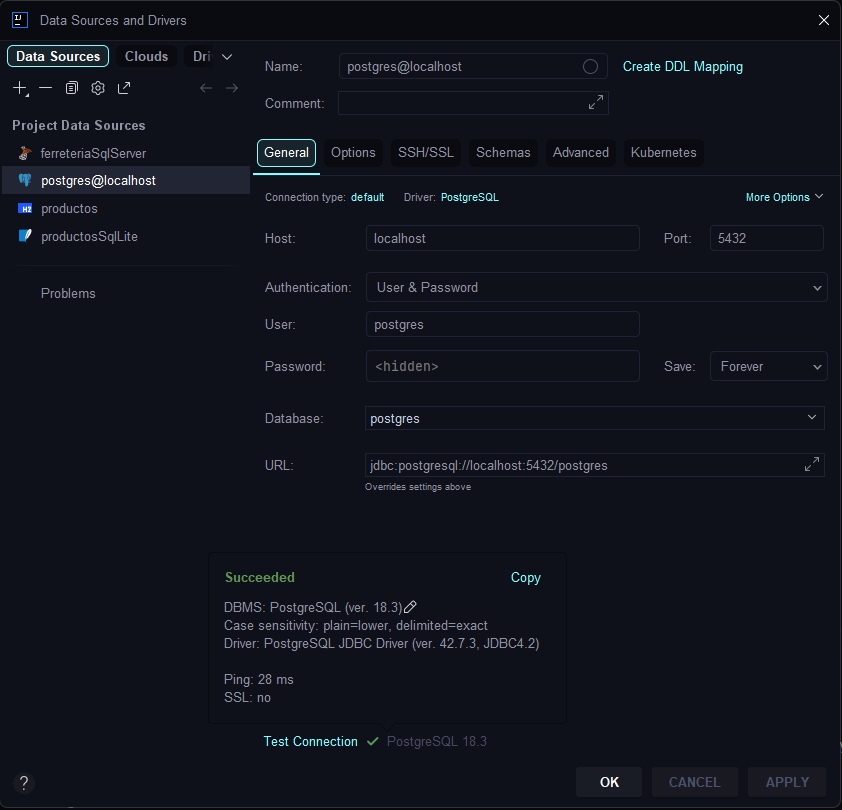 Data Sources and Drivers
Data Sources Clouds Dri
Project Data Sources
ferreteriaSqlServer
postgres@localhost
productos
productosSqlLite
Problems
Name: postgres@localhost Create DDL Mapping
Comment:
General Options SSH/SSL Schemas Advanced Kubernetes
Connection type: default Driver: PostgreSQL More Options
Host: localhost Port: 5432
Authentication: User & Password
User: postgres
Password: <hidden> Save: Forever
Database: postgres
URL: jdbc:postgresql://localhost:5432/postgres
Overrides settings above
Succeeded Copy
DBMS: PostgreSQL (ver. 18.3)
Case sensitivity: plain=lower, delimited=exact
Driver: PostgreSQL JDBC Driver (ver. 42.7.3, JDBC4.2)
Ping: 28 ms
SSL: no
Test Connection PostgreSQL 18.3
? OK CANCEL APPLY